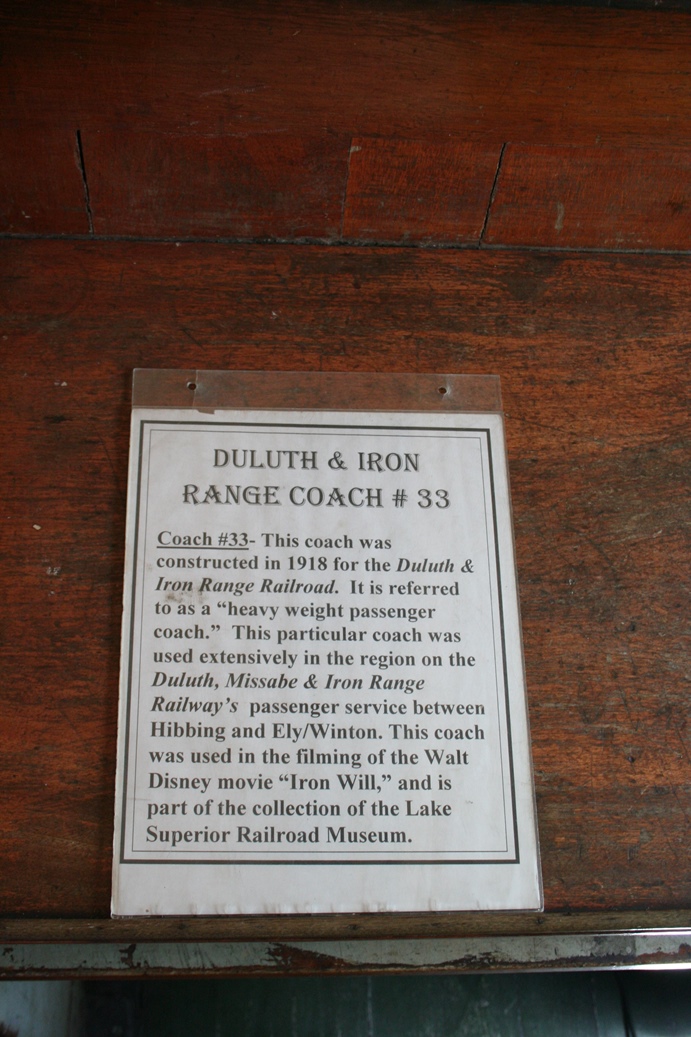 DULUTH & IRON
RANGE COACH # 33
Coach #33- This coach was
constructed in 1918 for the Duluth &
Iron Range Railroad. It is referred
to as a “heavy weight passenger
coach.” This particular coach was
used extensively in the region on the
Duluth, Missabe & Iron Range
Railway’s passenger service between
Hibbing and Ely/Winton. This coach
was used in the filming of the Walt
Disney movie “Iron Will,” and is
part of the collection of the Lake
Superior Railroad Museum.